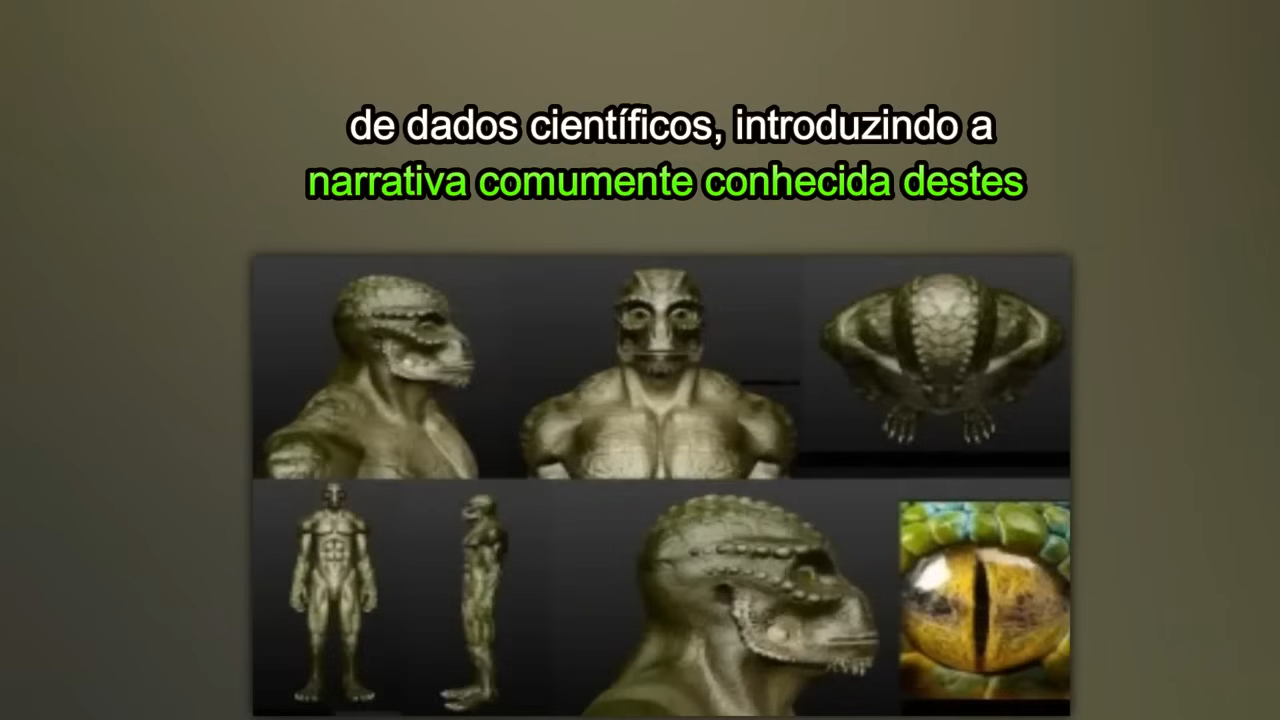 de dados científicos, introduzindo a
narrativa comumente conhecida destes